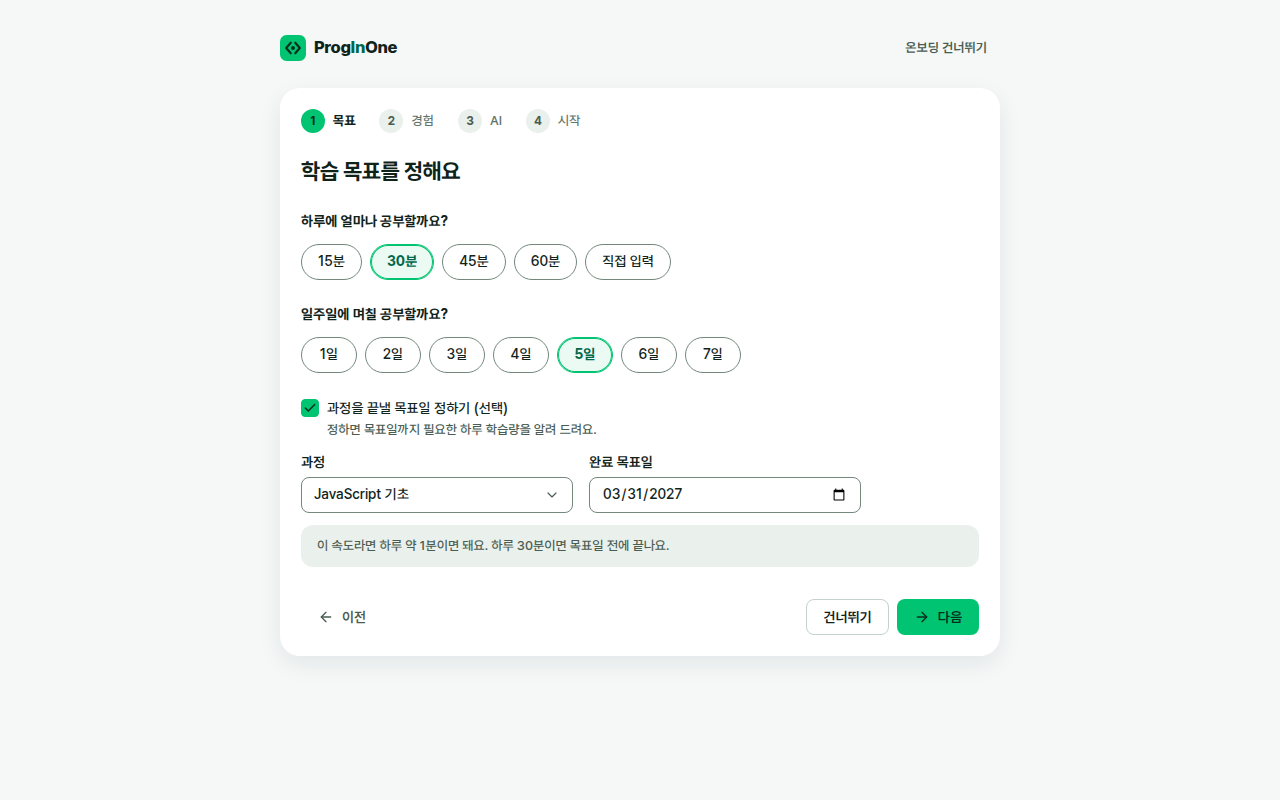 ProgInOne
온보딩 건너뛰기
1 목표 2 경험 3 AI 4 시작
학습 목표를 정해요
하루에 얼마나 공부할까요?
15분 30분 45분 60분 직접 입력
일주일에 며칠 공부할까요?
1일 2일 3일 4일 5일 6일 7일
과정을 끝낼 목표일 정하기 (선택)
정하면 목표일까지 필요한 하루 학습량을 알려 드려요.
과정 완료 목표일
JavaScript 기초 03/31/2027
이 속도라면 하루 약 1분이면 돼요. 하루 30분이면 목표일 전에 끝나요.
이전 건너뛰기 다음